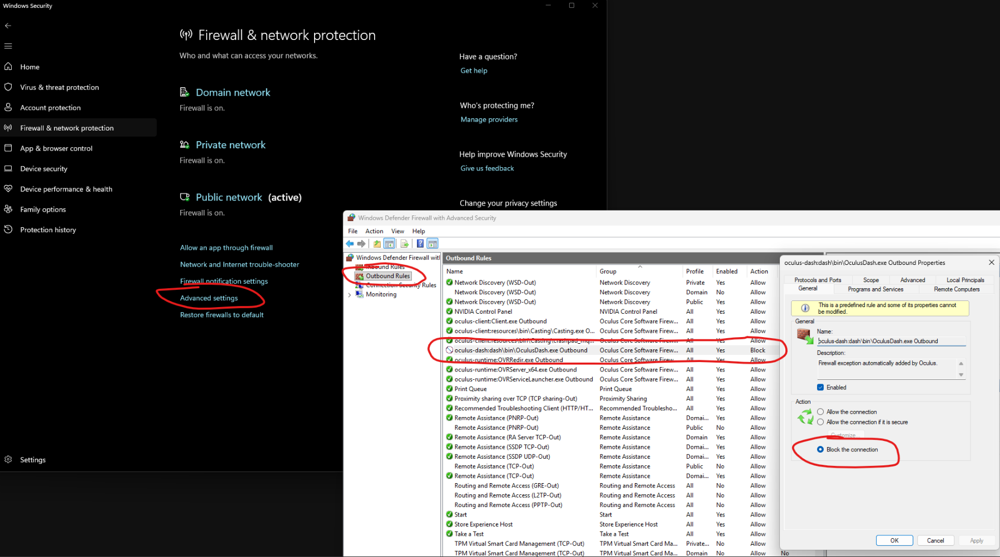 Windows Security
Home
Virus & threat protection
Account protection
Firewall & network protection
App & browser control
Device security
Device performance & health
Family options
Protection history
Settings
Firewall & network protection
Who and what can access your networks.
Domain network
Firewall is on.
Private network
Firewall is on.
Public network (active)
Firewall is on.
Allow an app through firewall
Network and Internet trouble-shooter
Firewall notification settings
Advanced settings
Restore firewalls to default
Have a question?
Get help
Who's protecting me?
Manage providers
Help improve Windows Security
Give us feedback
Change your privacy settings
Windows Defender Firewall with Advanced Security
File Action View Help
Windows Defender Firewall with
Inbound Rules
Outbound Rules
Connection Security Rules
Monitoring
Outbound Rules
Name Group Profile Enabled Action
Network Discovery (WSD-Out) Network Discovery Private Yes Allow
Network Discovery (WSD-Out) Network Discovery Domain No Allow
Network Discovery (WSD-Out) Network Discovery Public Yes Allow
NVIDIA Control Panel NVIDIA Control Panel All Yes Allow
oculus-client:Client.exe Outbound Oculus Core Software Firew... All Yes Allow
oculus-client:resources\bin\Casting\Casting.exe O... Oculus Core Software Firew... All Yes Allow
oculus-client:resources\bin\Casting\crashpad_... Oculus Core Software Firew... All Yes Allow
oculus-dash:dash\bin\OculusDash.exe Outbound Oculus Core Software Firew... All Yes Block
oculus-runtime:OVRRedir.exe Outbound Oculus Core Software Firew... All Yes Allow
oculus-runtime:OVRServer_x64.exe Outbound Oculus Core Software Firew... All Yes Allow
oculus-runtime:OVRServiceLauncher.exe Outbound Oculus Core Software Firew... All Yes Allow
Print Queue Print Queue All Yes Allow
Proximity sharing over TCP (TCP sharing-Out) Proximity Sharing All Yes Allow
Recommended Troubleshooting Client (HTTP/HT... Recommended Troublesho... All Yes Allow
Remote Assistance (PNRP-Out) Remote Assistance Domai... Yes Allow
Remote Assistance (PNRP-Out) Remote Assistance Public No Allow
Remote Assistance (RA Server TCP-Out) Remote Assistance Domain Yes Allow
Remote Assistance (SSDP TCP-Out) Remote Assistance Domai... Yes Allow
Remote Assistance (SSDP UDP-Out) Remote Assistance Domai... Yes Allow
Remote Assistance (TCP-Out) Remote Assistance Public No Allow
Remote Assistance (TCP-Out) Remote Assistance Domai... Yes Allow
Routing and Remote Access (GRE-Out) Routing and Remote Access All No Allow
Routing and Remote Access (L2TP-Out) Routing and Remote Access All No Allow
Routing and Remote Access (PPTP-Out) Routing and Remote Access All No Allow
Start Start All Yes Allow
Store Experience Host Store Experience Host All Yes Allow
Take a Test Take a Test All Yes Allow
TPM Virtual Smart Card Management (TCP-Out) TPM Virtual Smart Card Ma... Private... No Allow
TPM Virtual Smart Card Management (TCP-Out) TPM Virtual Smart Card Ma... Domain No Allow No
oculus-dash:dash\bin\OculusDash.exe Outbound Properties
Protocols and Ports Scope Advanced Local Principals
General Programs and Services Remote Computers
This is a predefined rule and some of its properties cannot
be modified.
General
Name:
oculus-dash:dash\bin\OculusDash.exe Outbound
Description:
Firewall exception automatically added by Oculus.
Enabled
Action
Allow the connection
Allow the connection if it is secure
Customize...
Block the connection
OK Cancel Apply